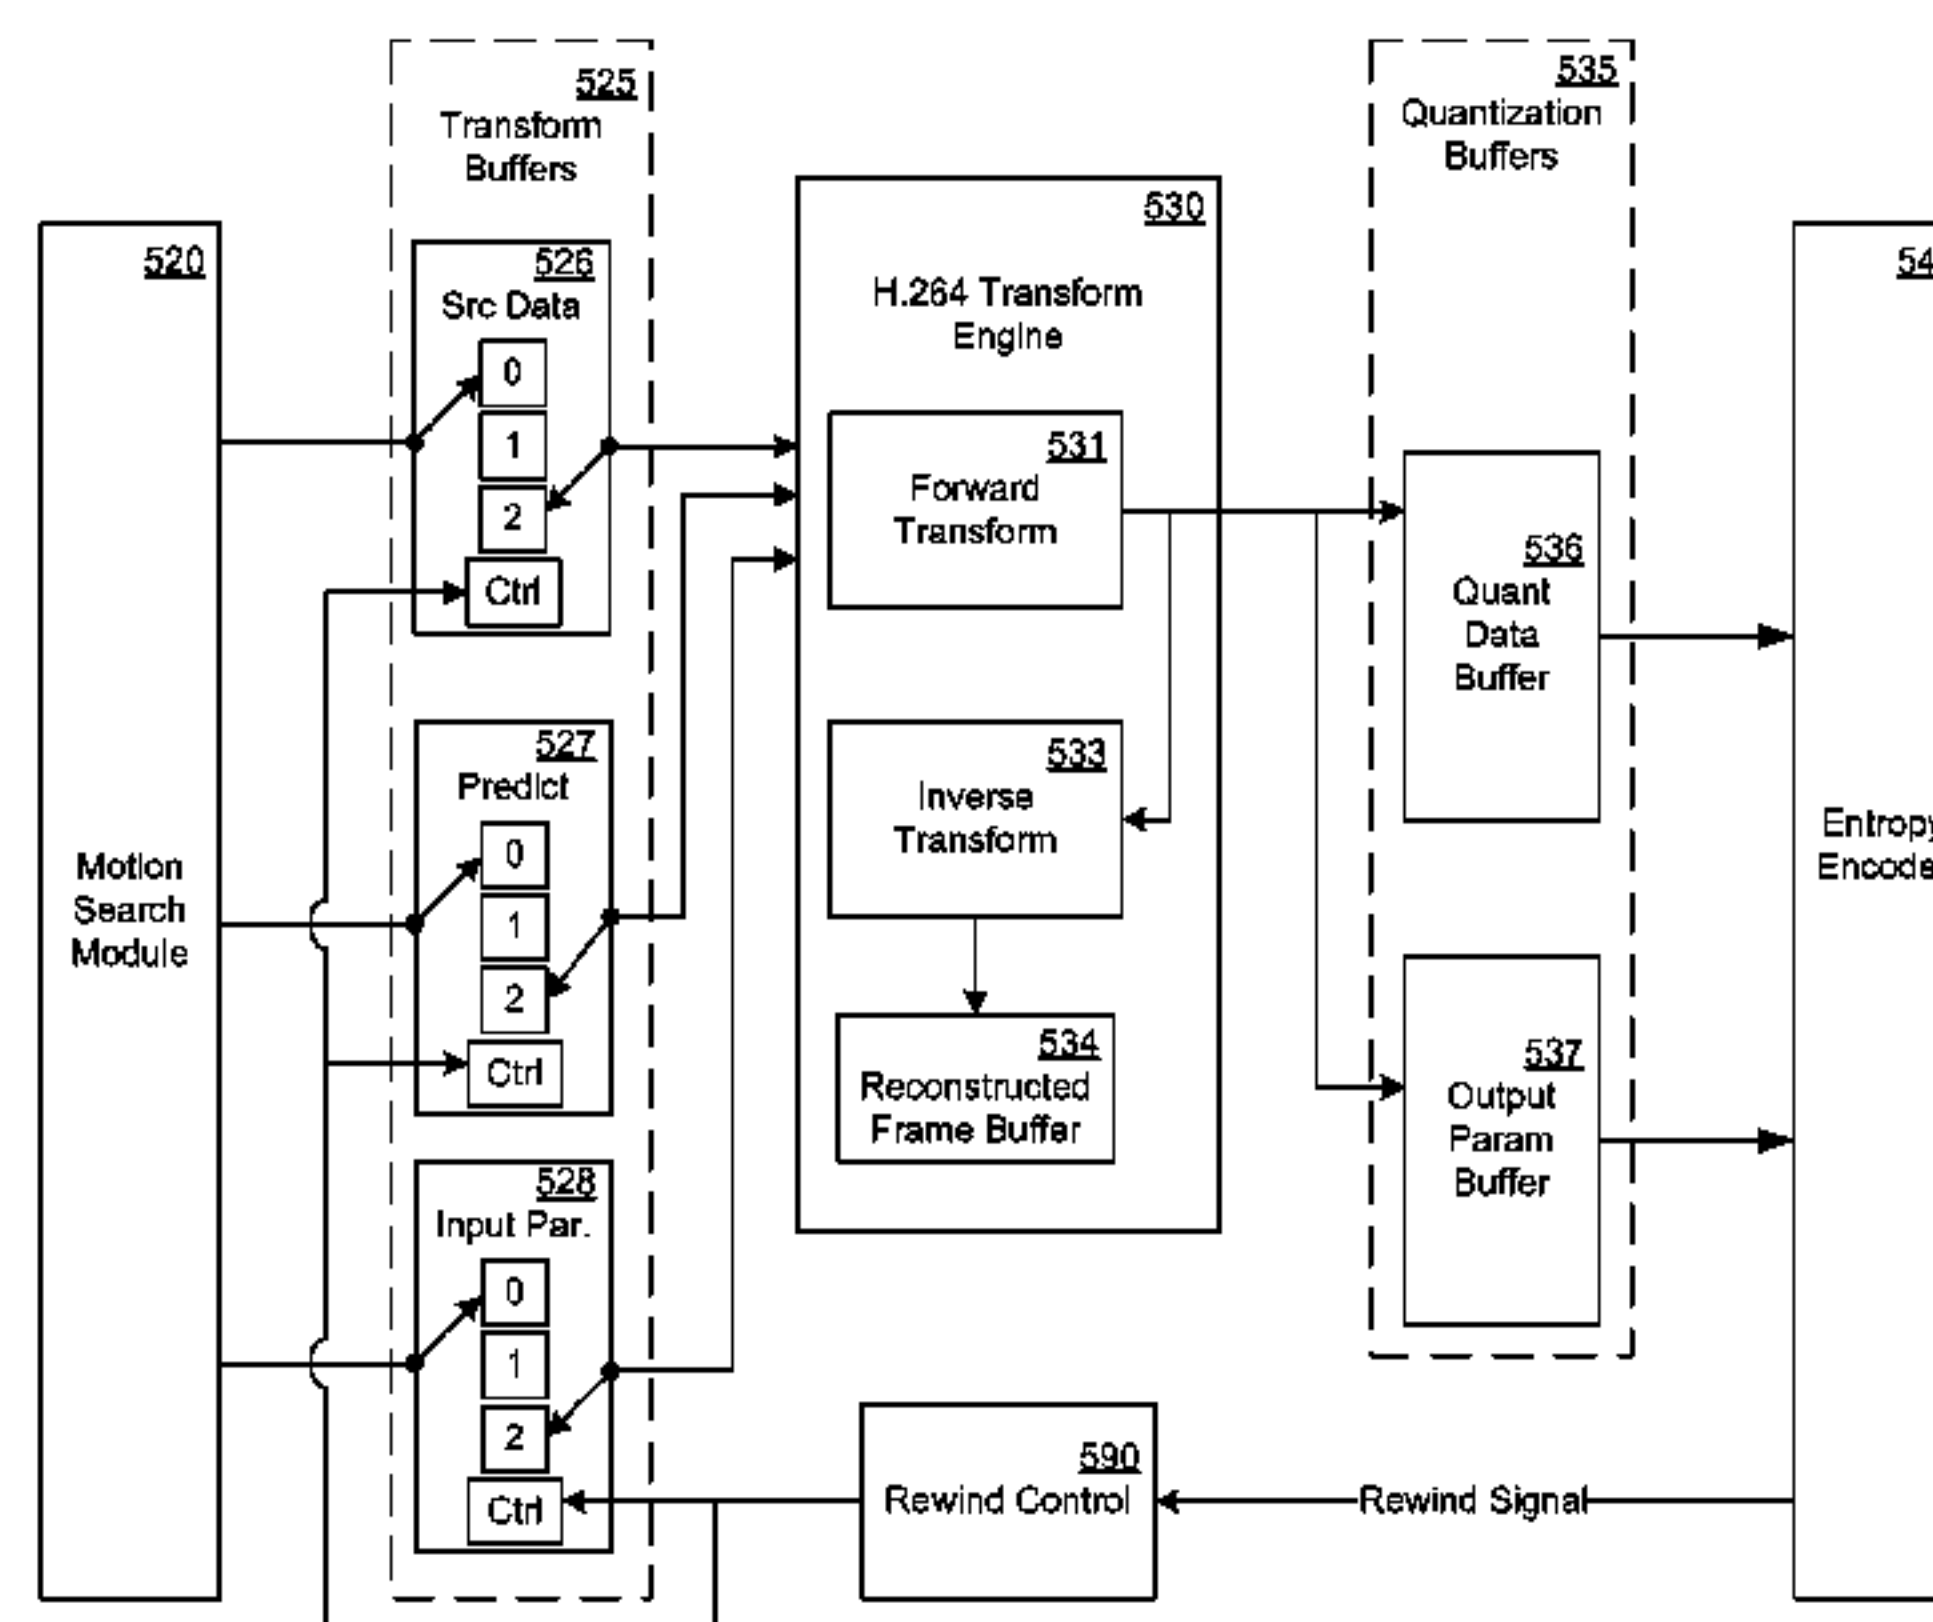 520
Motion
Search
Module
525
Transform
Buffers
526
Src Data
0
1
2
Ctrl
527
Predict
0
1
2
Ctrl
528
Input Par.
0
1
2
Ctrl
530
H.264 Transform
Engine
531
Forward
Transform
533
Inverse
Transform
534
Reconstructed
Frame Buffer
590
Rewind Control
535
Quantization
Buffers
536
Quant
Data
Buffer
537
Output
Param
Buffer
Rewind Signal
54
Entropy
Encode